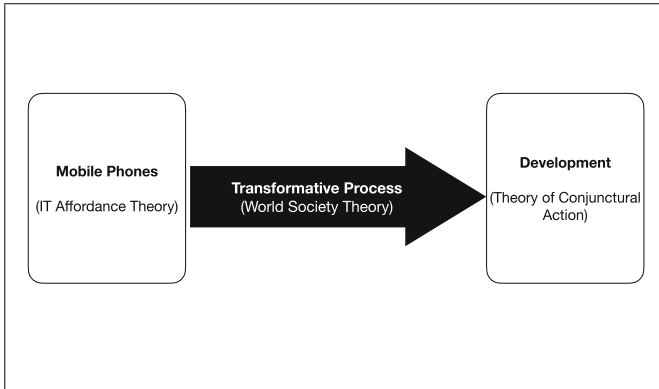 Mobile Phones
(IT Affordance Theory)
Transformative Process
(World Society Theory)
Development
(Theory of Conjunctural
Action)